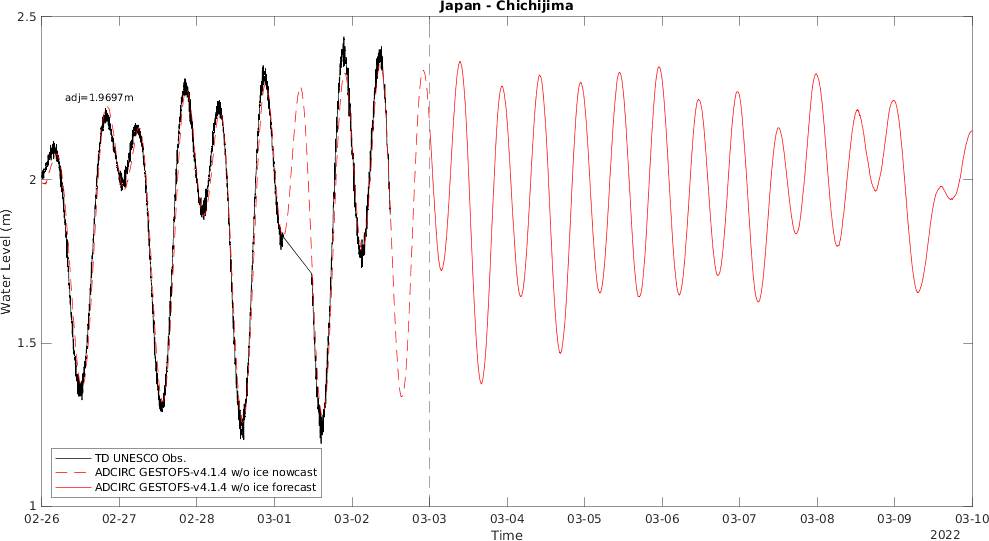 Japan - Chichijima
2.5
adj=1.9697m
2
Water Level (m)
1.5
TD UNESCO Obs.
ADCIRC GESTOFS-v4.1.4 w/o ice nowcast
ADCIRC GESTOFS-v4.1.4 w/o ice forecast
1
02-26 02-27 02-28 03-01 03-02 03-03 03-04 03-05 03-06 03-07 03-08 03-09 03-10
Time
2022